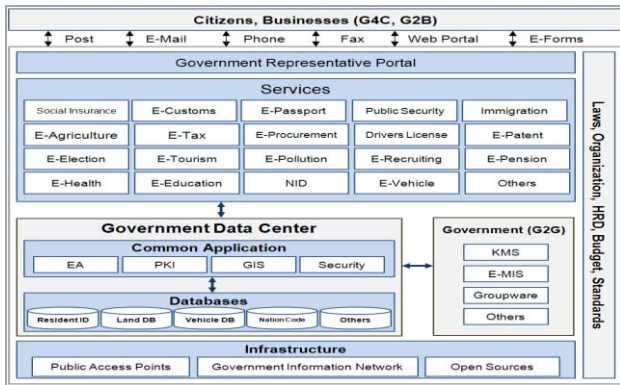 Citizens, Businesses (G4C, G2B)
Post E-Mail Phone Fax Web Portal E-Forms
Government Representative Portal
Services
Social Insurance E-Customs E-Passport Public Security Immigration
E-Agriculture E-Tax E-Procurement Drivers License E-Patent
E-Election E-Tourism E-Pollution E-Recruiting E-Pension
E-Health E-Education NID E-Vehicle Others
Government Data Center
Common Application
EA PKI GIS Security
Databases
Resident ID Land DB Vehicle DB Nation Code Others
Government (G2G)
KMS
E-MIS
Groupware
Others
Infrastructure
Public Access Points Government Information Network Open Sources
Laws, Organization, HRD, Budget, Standards